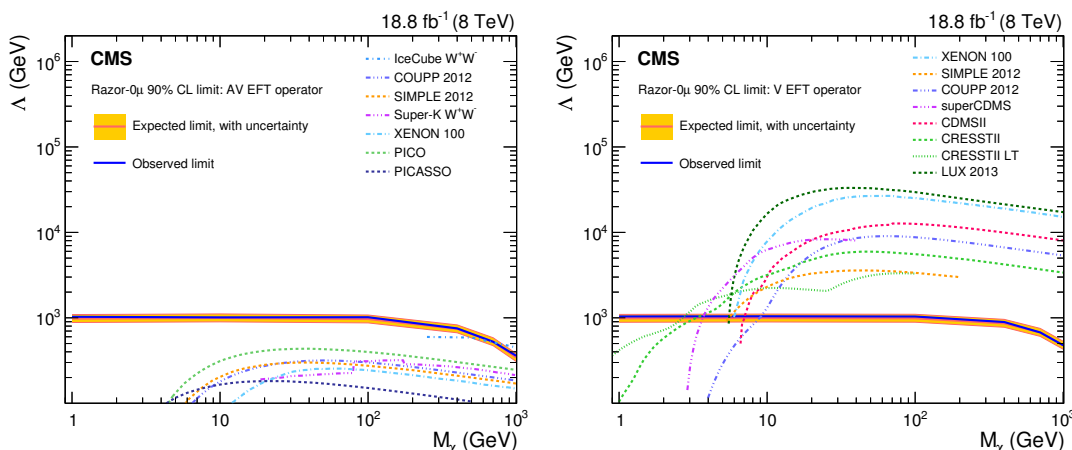 18.8 fb⁻¹ (8 TeV)
CMS
Razor-0μ 90% CL limit: AV EFT operator
Expected limit, with uncertainty
Observed limit
IceCube W⁺W⁻
COUPP 2012
SIMPLE 2012
Super-K W⁺W⁻
XENON 100
PICO
PICASSO
Λ (GeV)
10⁶
10⁵
10⁴
10³
1 10 10² 10³
Mᵪ (GeV)
18.8 fb⁻¹ (8 TeV)
CMS
Razor-0μ 90% CL limit: V EFT operator
Expected limit, with uncertainty
Observed limit
XENON 100
SIMPLE 2012
COUPP 2012
superCDMS
CDMSII
CRESSTII
CRESSTII LT
LUX 2013
Λ (GeV)
10⁶
10⁵
10⁴
10³
1 10 10² 10³
Mᵪ (GeV)